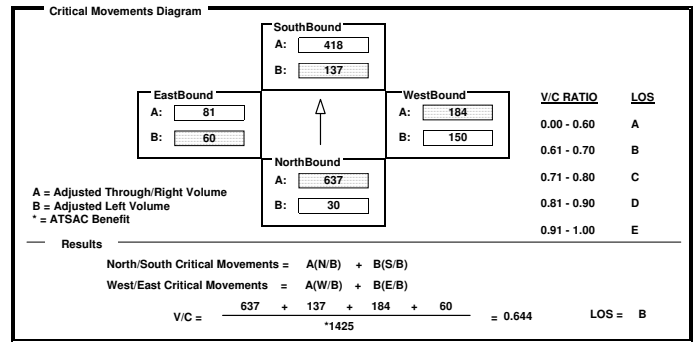 Critical Movements Diagram
SouthBound
A: 418
B: 137
EastBound
A: 81
B: 60
WestBound
A: 184
B: 150
NorthBound
A: 637
B: 30
V/C RATIO LOS
0.00 - 0.60 A
0.61 - 0.70 B
0.71 - 0.80 C
0.81 - 0.90 D
0.91 - 1.00 E
A = Adjusted Through/Right Volume
B = Adjusted Left Volume
* = ATSAC Benefit
Results
North/South Critical Movements = A(N/B) + B(S/B)
West/East Critical Movements = A(W/B) + B(E/B)
V/C = 637 + 137 + 184 + 60 = 0.644 LOS = B
*1425